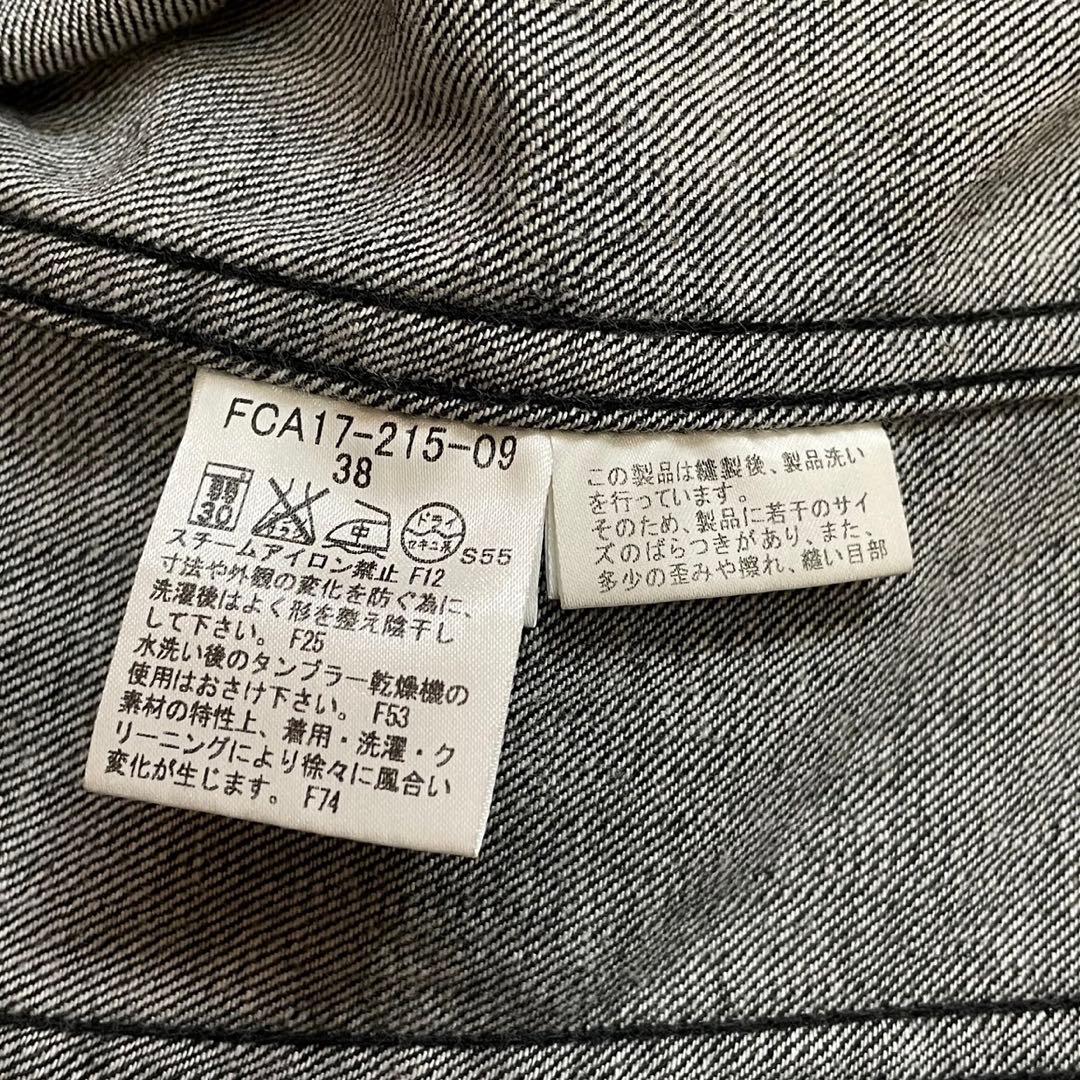 FCA17-215-09
38
30
エンソ
中
ドライ
セキユ系
S55
スチームアイロン禁止 F12
寸法や外観の変化を防ぐ為に、
洗濯後はよく形を整え陰干し
して下さい。 F25
水洗い後のタンブラー乾燥機の
使用はおさけ下さい。 F53
素材の特性上、着用・洗濯・ク
リーニングにより徐々に風合い
変化が生じます。 F74
この製品は縫製後、製品洗い
を行っています。
そのため、製品に若干のサイ
ズのばらつきがあり、また、
多少の歪みや擦れ、縫い目部